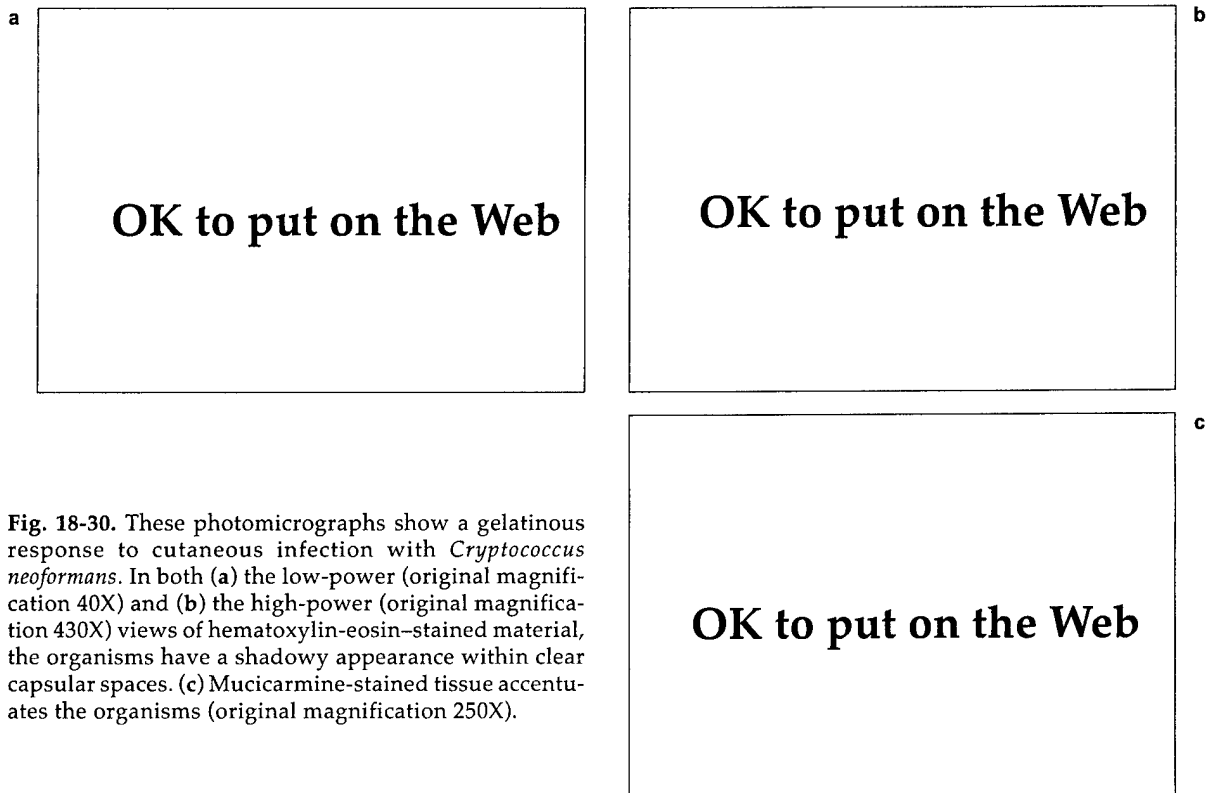 a
OK to put on the Web
b
OK to put on the Web
c
OK to put on the Web
Fig. 18-30. These photomicrographs show a gelatinous
response to cutaneous infection with Cryptococcus
neoformans. In both (a) the low-power (original magnifi-
cation 40X) and (b) the high-power (original magnifica-
tion 430X) views of hematoxylin-eosin–stained material,
the organisms have a shadowy appearance within clear
capsular spaces. (c) Mucicarmine-stained tissue accentu-
ates the organisms (original magnification 250X).